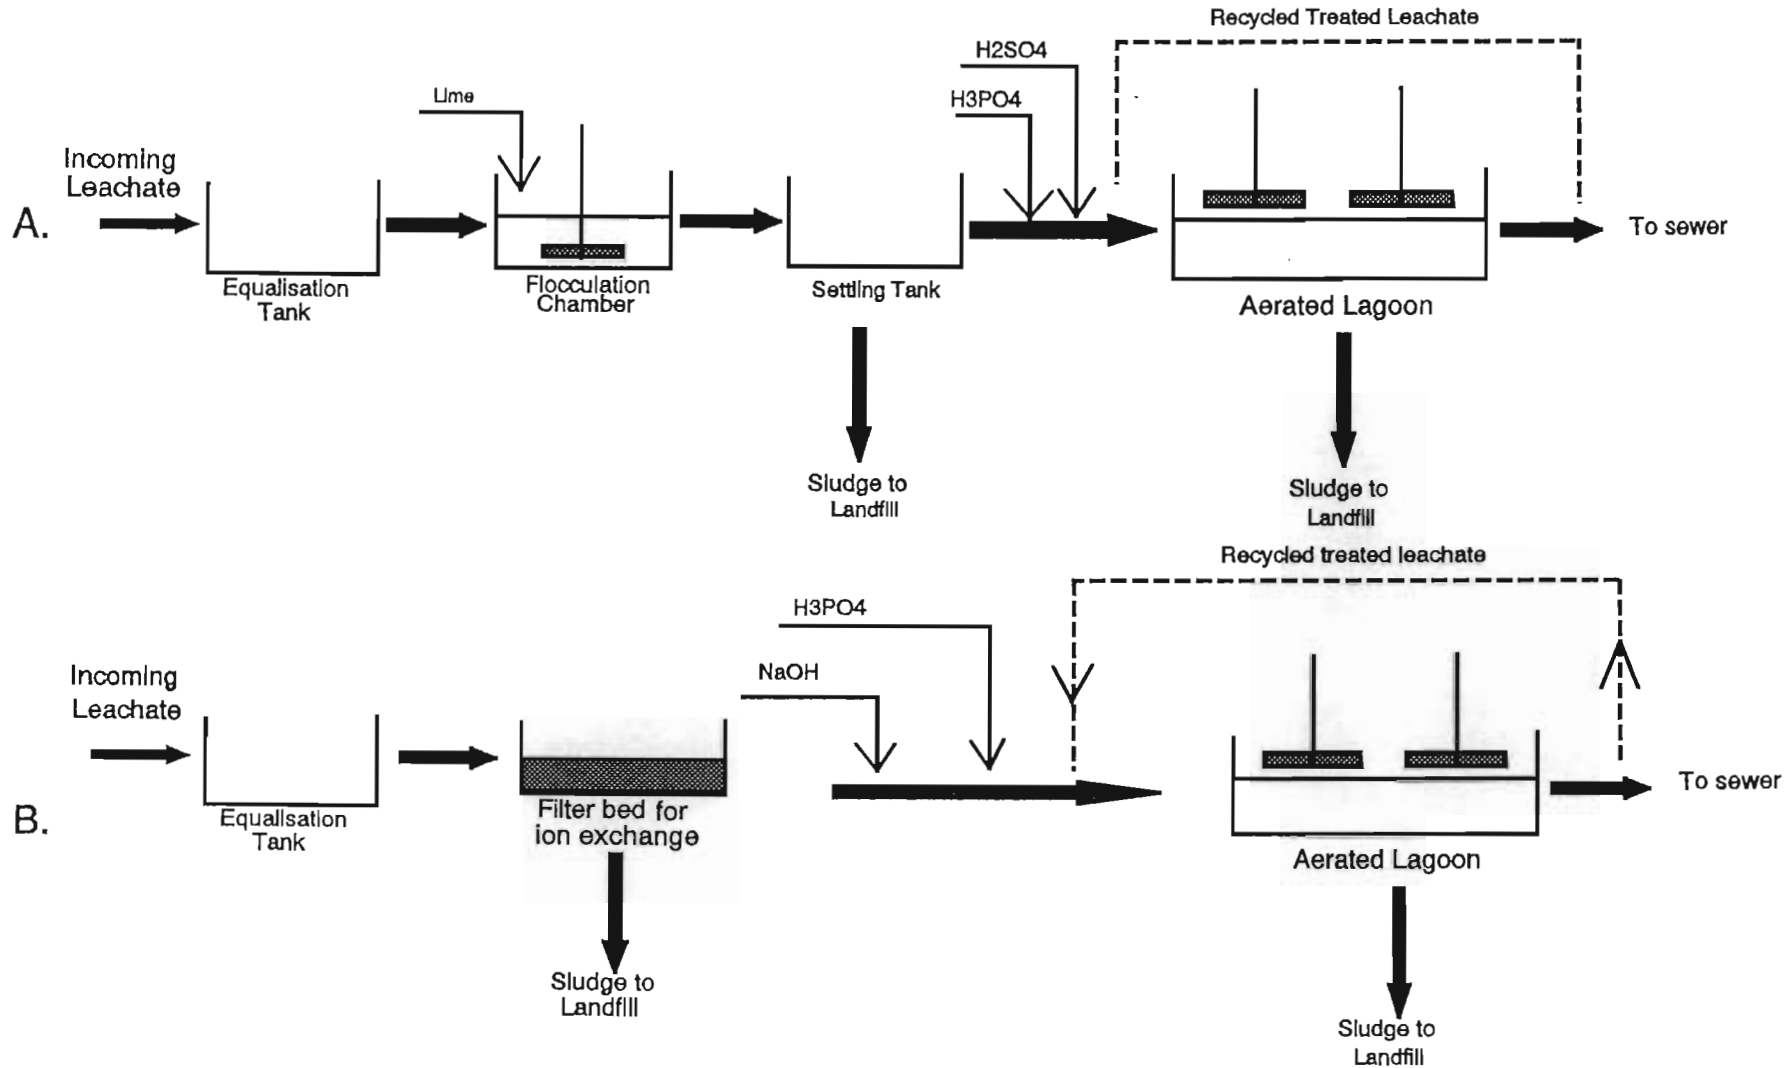 Recycled Treated Leachate
H2SO4
H3PO4
Lime
Incoming
Leachate
A.
To sewer
Equalisation
Tank
Flocculation
Chamber
Settling Tank
Aerated Lagoon
Sludge to
Landfill
Sludge to
Landfill
Recycled treated leachate
H3PO4
NaOH
Incoming
Leachate
B.
To sewer
Equalisation
Tank
Filter bed for
ion exchange
Aerated Lagoon
Sludge to
Landfill
Sludge to
Landfill